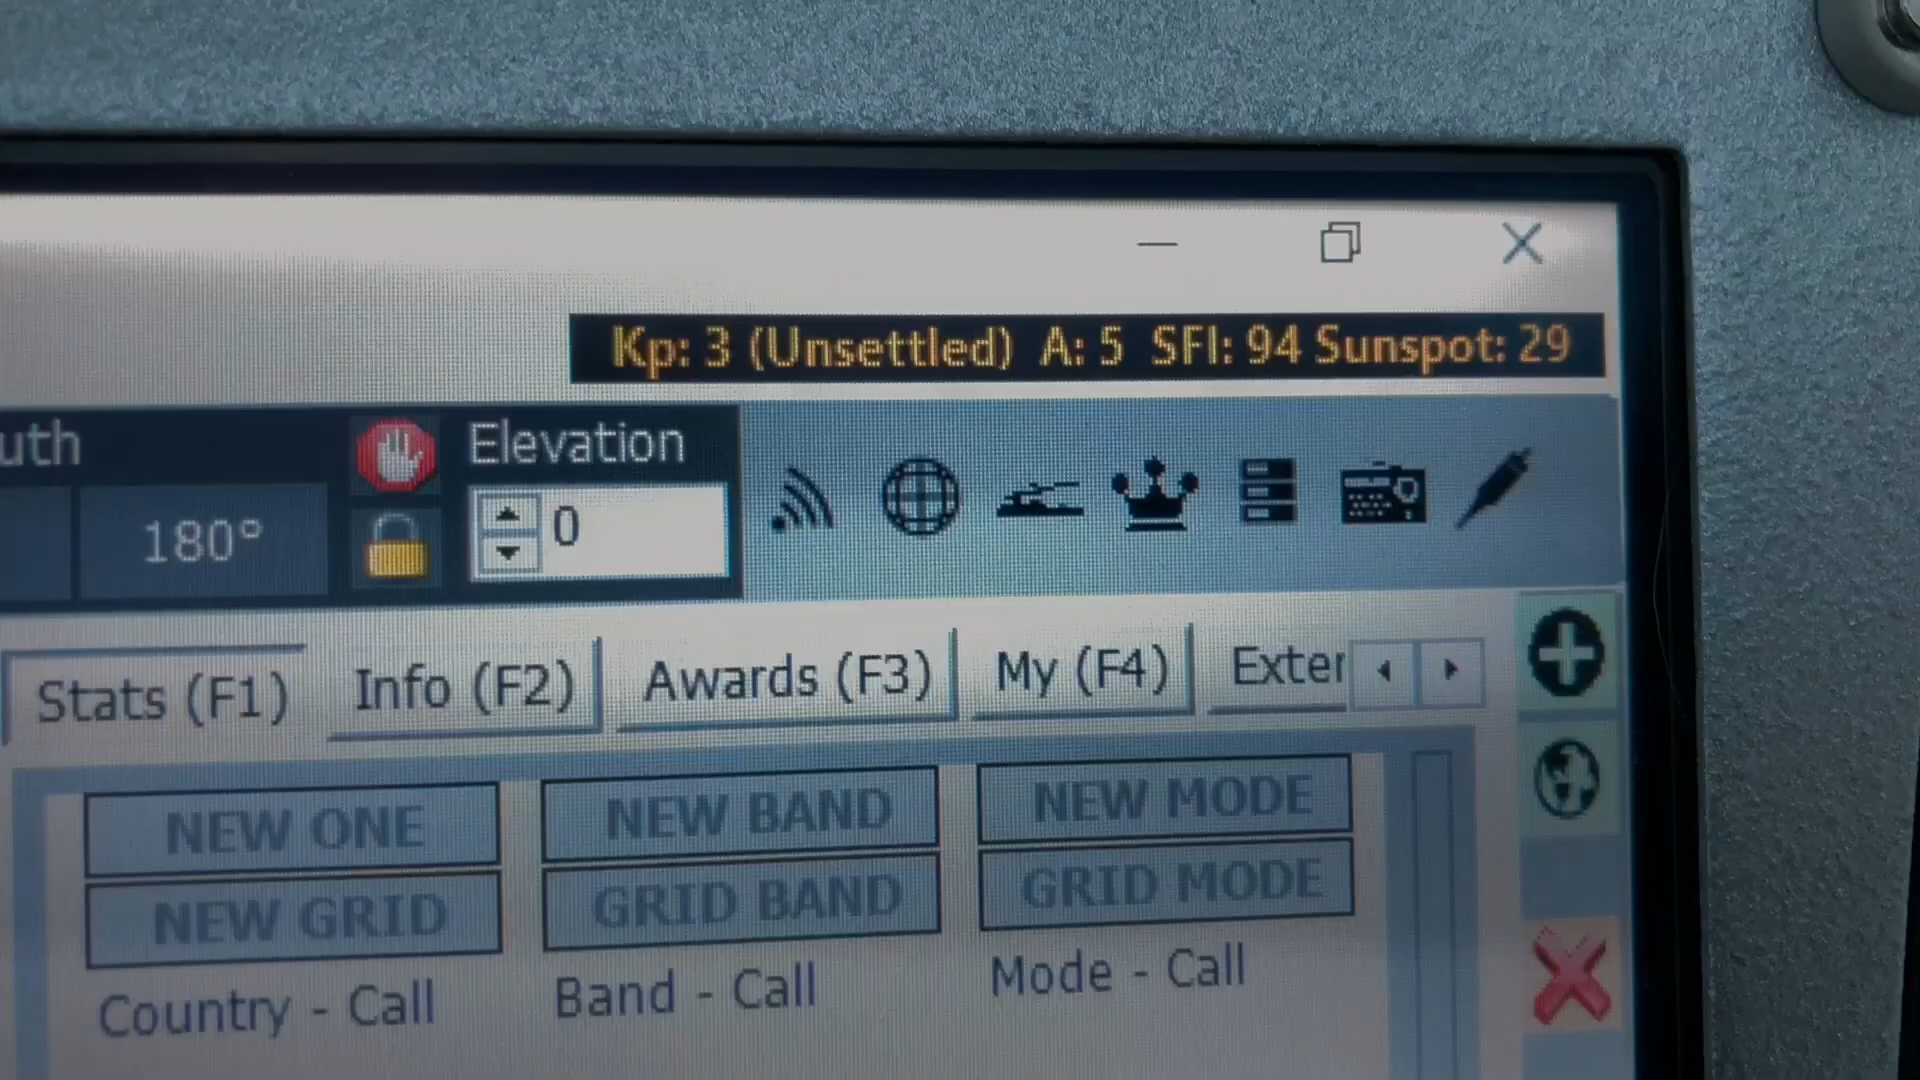 Kp: 3 (Unsettled) A: 5 SFI: 94 Sunspot: 29
uth Elevation
180° 0
Stats (F1) Info (F2) Awards (F3) My (F4) Exter
NEW ONE NEW BAND NEW MODE
NEW GRID GRID BAND GRID MODE
Country - Call Band - Call Mode - Call